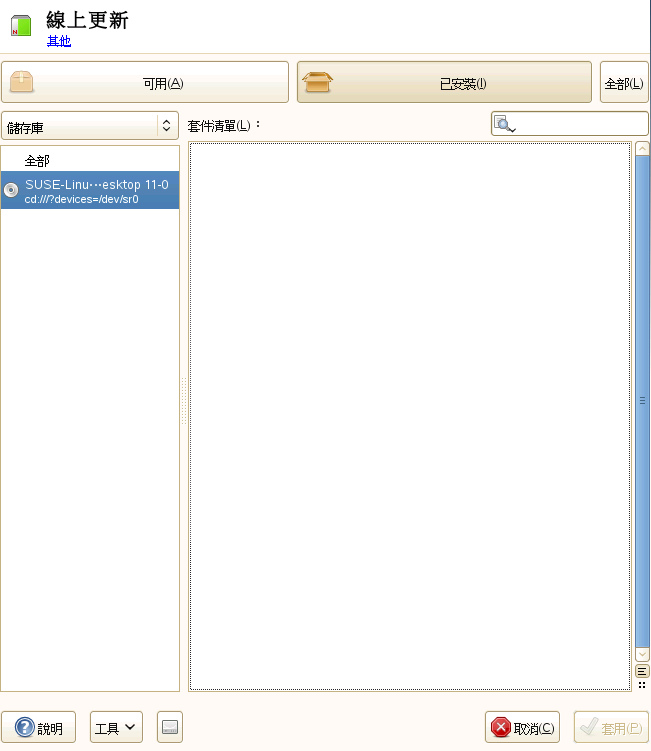 線上更新
其他
可用(A)
已安裝(I)
全部(L)
儲存庫
套件清單(L)：
全部
SUSE-Linu…esktop 11-0
cd:///?devices=/dev/sr0
說明
工具
取消(C)
套用(P)